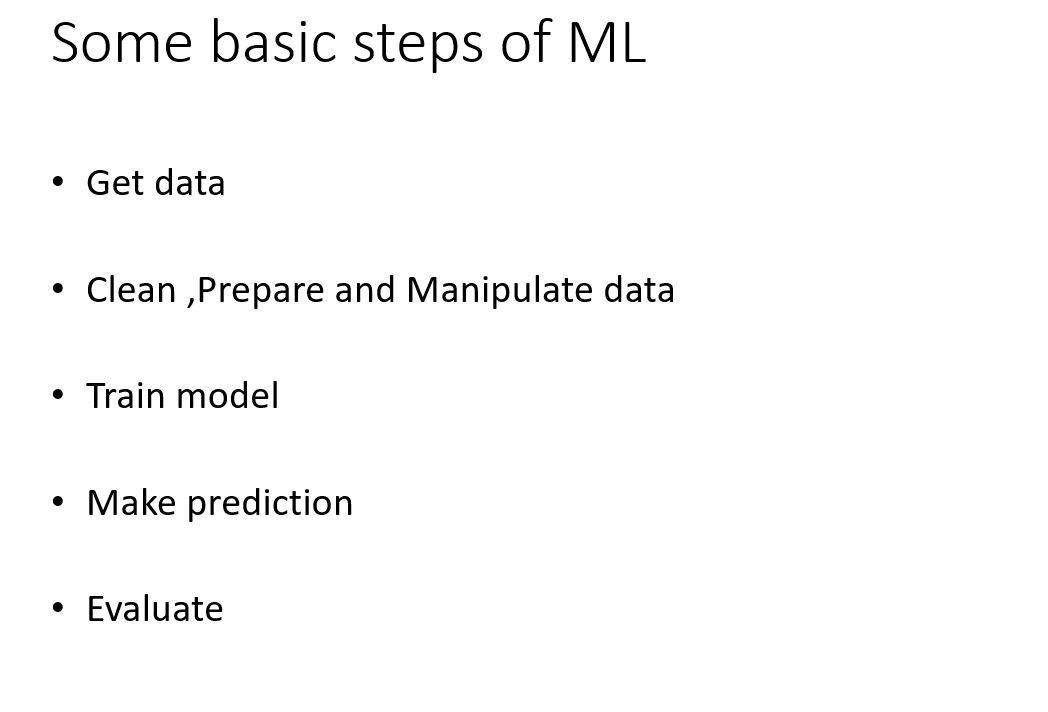 Some basic steps of ML
• Get data
• Clean ,Prepare and Manipulate data
• Train model
• Make prediction
• Evaluate